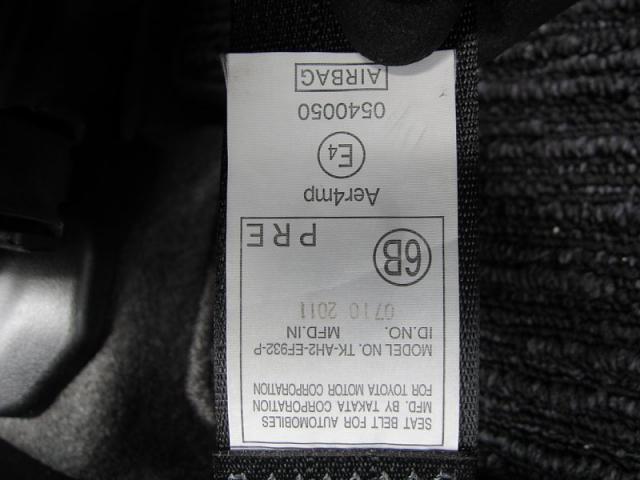 SEAT BELT FOR AUTOMOBILES
MFD. BY TAKATA CORPORATION
FOR TOYOTA MOTOR CORPORATION
MODEL NO. TK-AH2-EF932-P
ID.NO. MFD.IN
0710 2011
6B PRE
Aer4mp
E4
0540050
AIRBAG